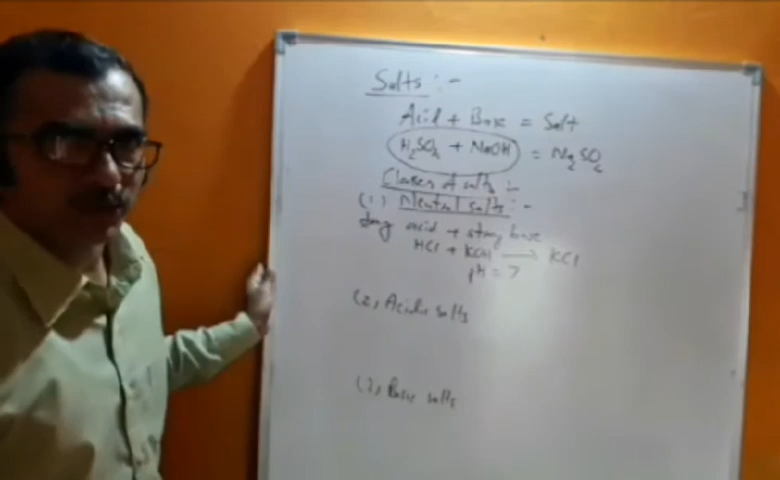 Salts :-
Acid + Base = Salt
H₂SO₄ + NaOH = Na₂SO₄
Classes of salts :-
(1) Neutral salts :-
strong acid + strong base
HCl + KOH → KCl
pH = 7
(2) Acidic salts
(3) Basic salts